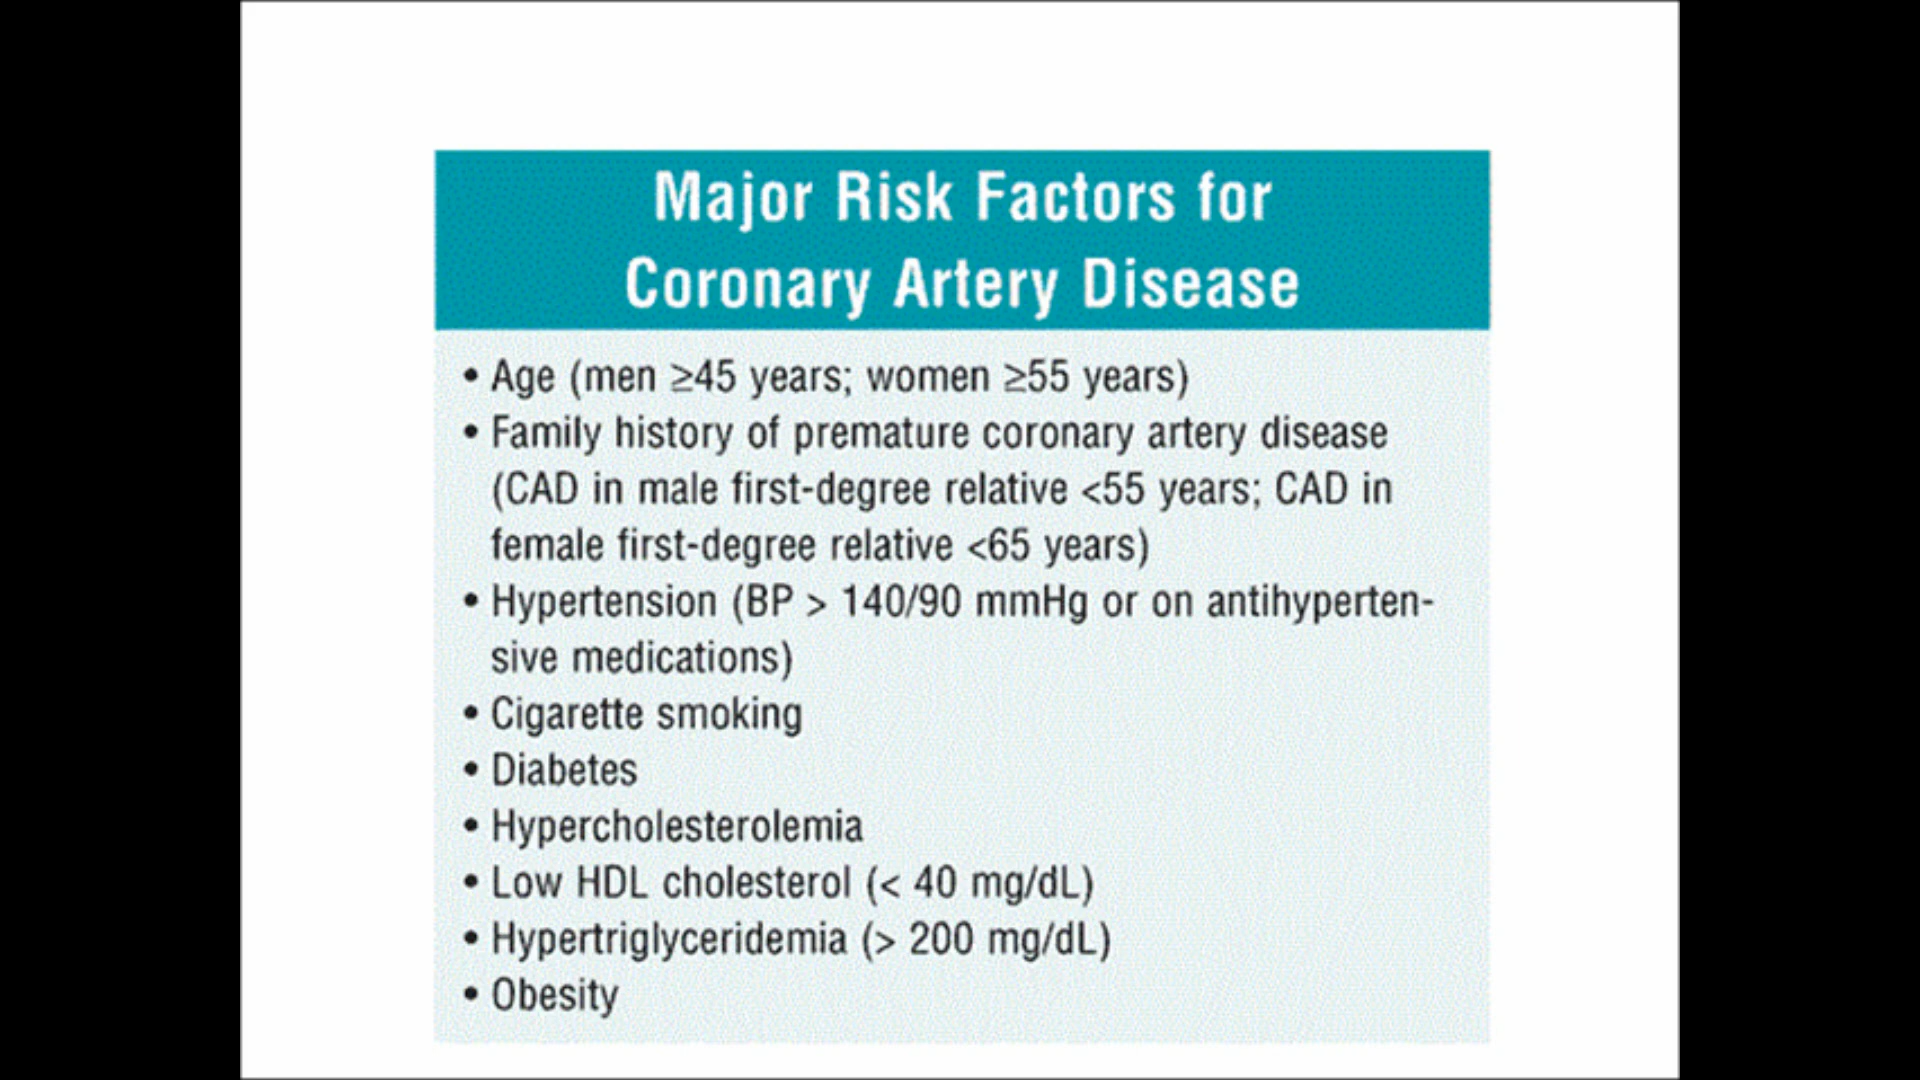 Major Risk Factors for
Coronary Artery Disease
• Age (men ≥45 years; women ≥55 years)
• Family history of premature coronary artery disease
(CAD in male first-degree relative <55 years; CAD in
female first-degree relative <65 years)
• Hypertension (BP > 140/90 mmHg or on antihyperten-
sive medications)
• Cigarette smoking
• Diabetes
• Hypercholesterolemia
• Low HDL cholesterol (< 40 mg/dL)
• Hypertriglyceridemia (> 200 mg/dL)
• Obesity